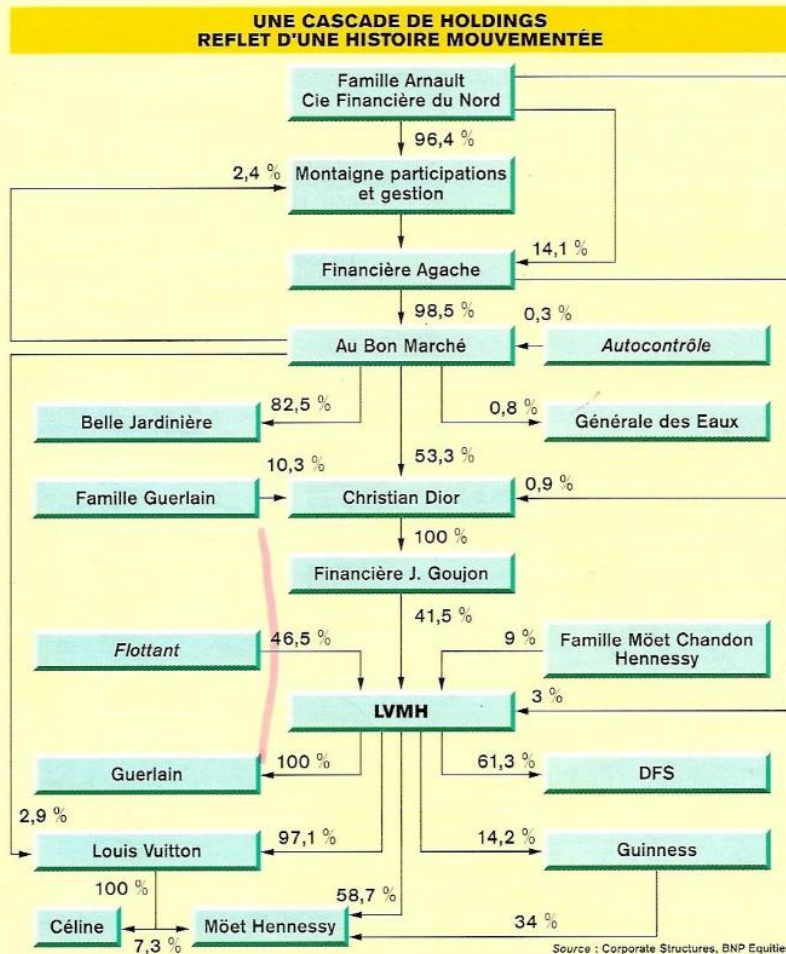 UNE CASCADE DE HOLDINGS
REFLET D'UNE HISTOIRE MOUVEMENTÉE
Famille Arnault
Cie Financière du Nord
96,4 %
2,4 %
Montaigne participations
et gestion
14,1 %
Financière Agache
98,5 %
0,3 %
Au Bon Marché
Autocontrôle
82,5 %
0,8 %
Belle Jardinière
Générale des Eaux
10,3 %
53,3 %
Famille Guerlain
Christian Dior
0,9 %
100 %
Financière J. Goujon
41,5 %
Flottant
46,5 %
9 %
Famille Möet Chandon
Hennessy
LVMH
3 %
Guerlain
100 %
61,3 %
DFS
2,9 %
Louis Vuitton
97,1 %
14,2 %
Guinness
100 %
58,7 %
Céline
7,3 %
Möet Hennessy
34 %
Source : Corporate Structures, BNP Equities